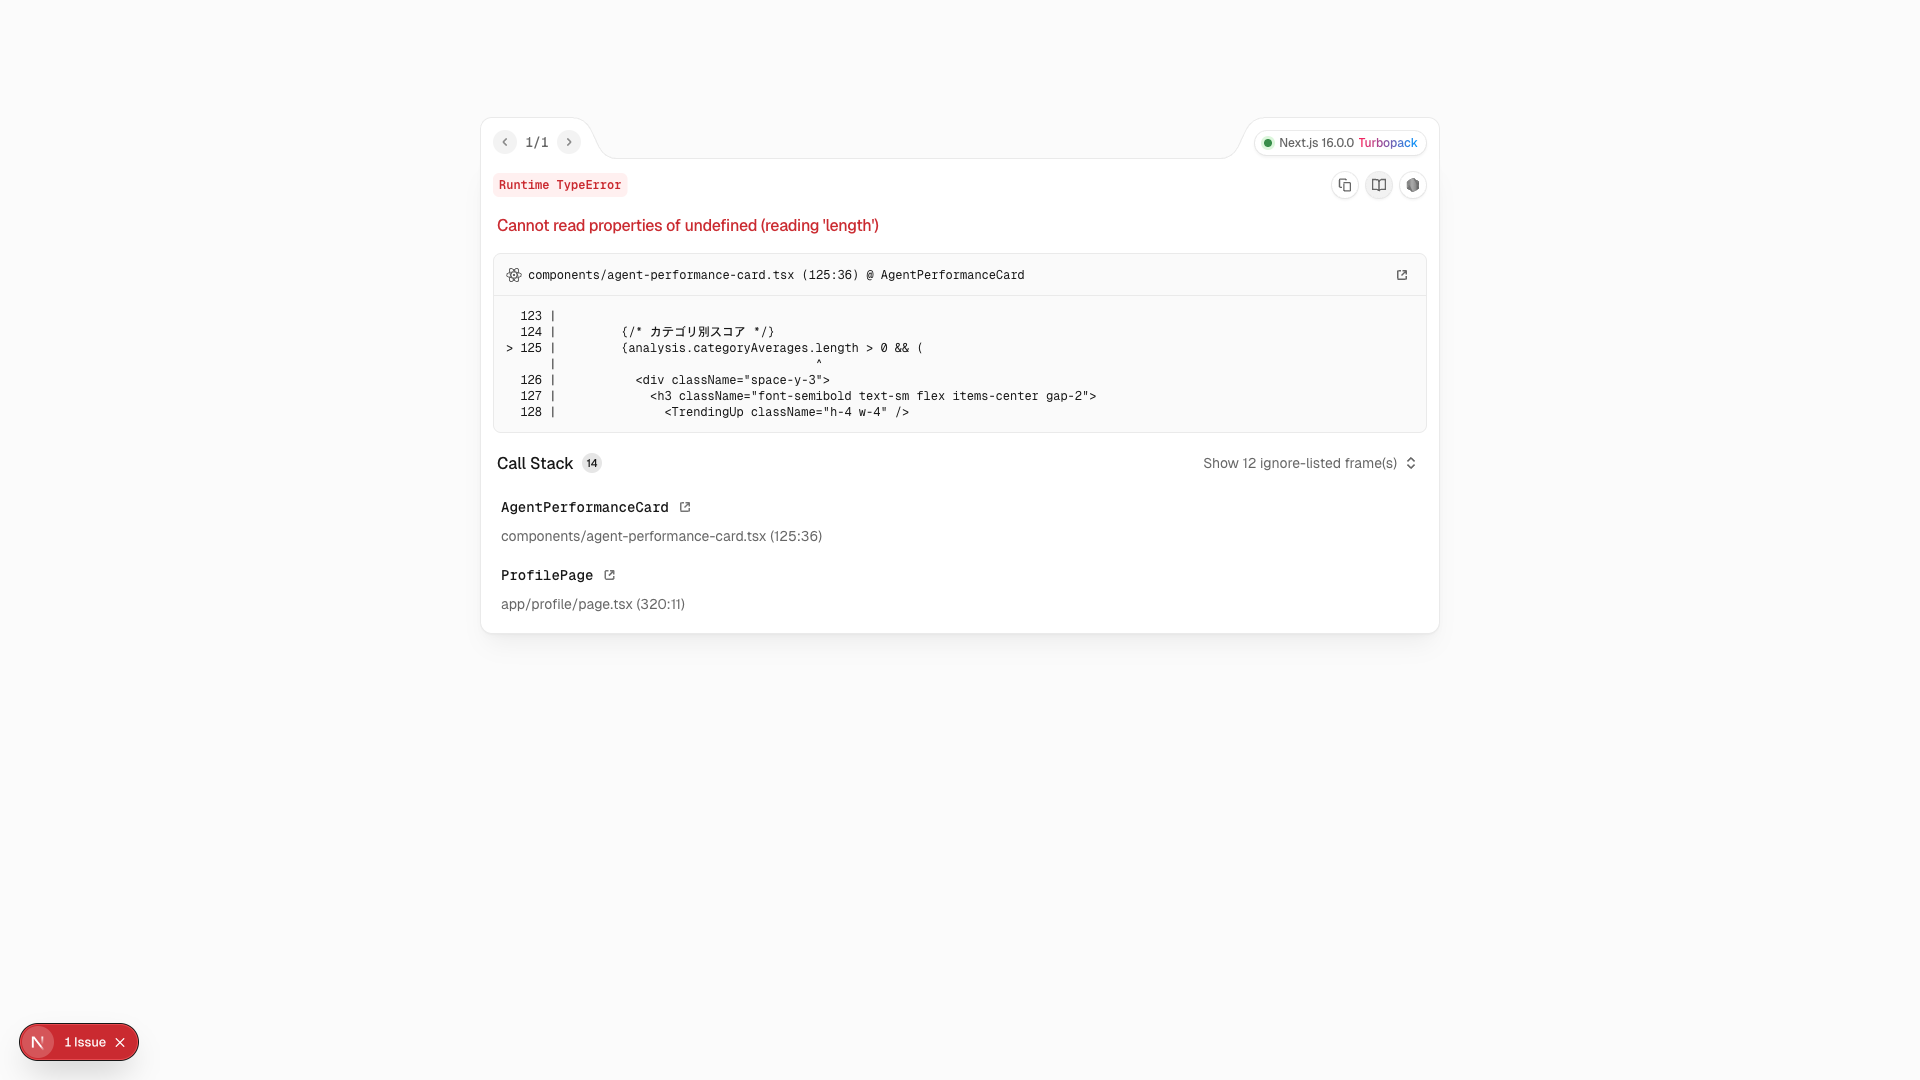 1/1
Next.js 16.0.0 Turbopack
Runtime TypeError
Cannot read properties of undefined (reading 'length')
components/agent-performance-card.tsx (125:36) @ AgentPerformanceCard
123 |
124 |         {/* カテゴリ別スコア */}
> 125 |         {analysis.categoryAverages.length > 0 && (
|                                    ^
126 |           <div className="space-y-3">
127 |             <h3 className="font-semibold text-sm flex items-center gap-2">
128 |               <TrendingUp className="h-4 w-4" />
Call Stack 14
Show 12 ignore-listed frame(s)
AgentPerformanceCard
components/agent-performance-card.tsx (125:36)
ProfilePage
app/profile/page.tsx (320:11)
N 1 Issue